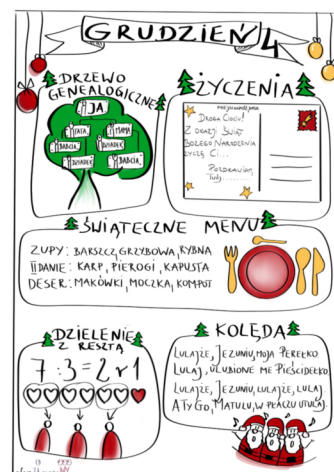 GRUDZIEŃ 4
DRZEWO
GENEALOGICZNE
JA
TATA
MAMA
BABCIA
DZIADEK
DZIADEK
BABCIA
ŻYCZENIA
DROGA CIOCIU!
Z OKAZJI ŚWIĄT
BOŻEGO NARODZENIA
ŻYCZĘ CI...
POZDRAWIAM
ŚWIĄTECZNE MENU
ZUPY: BARSZCZ, GRZYBOWA, RYBNA
II DANIE: KARP, PIEROGI, KAPUSTA
DESER: MAKÓWKI, MOCZKA, KOMPOT
DZIELENIE
Z RESZTĄ
7:3=2 r 1
KOLĘDA
LULAJŻE, JEZUNIU, MOJA PEREŁKO
LULAJ, ULUBIONE ME PIEŚCIDEŁKO
LULAJŻE, JEZUNIU, LULAJŻE, LULAJ
A TY GO, MATULU, W PŁACZU UTULAJ.